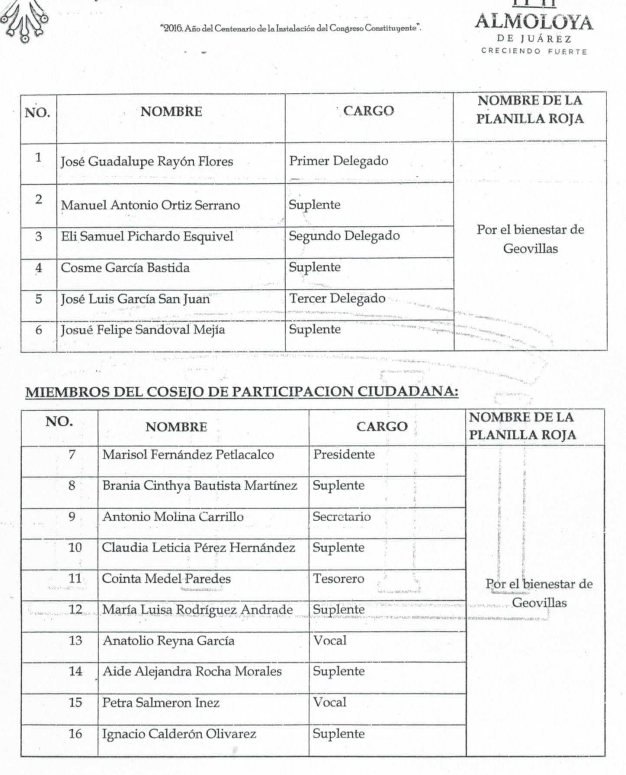 "2016. Año del Centenario de la Instalación del Congreso Constituyente".
ALMOLOYA
DE JUÁREZ
CRECIENDO FUERTE
NO. NOMBRE CARGO NOMBRE DE LA PLANILLA ROJA
1 José Guadalupe Rayón Flores Primer Delegado
2 Manuel Antonio Ortiz Serrano Suplente
3 Eli Samuel Pichardo Esquivel Segundo Delegado
Por el bienestar de
Geovillas
4 Cosme García Bastida Suplente
5 José Luis García San Juan Tercer Delegado
6 Josué Felipe Sandoval Mejía Suplente
MIEMBROS DEL COSEJO DE PARTICIPACION CIUDADANA:
NO. NOMBRE CARGO NOMBRE DE LA PLANILLA ROJA
7 Marisol Fernández Petlacalco Presidente
8 Brania Cinthya Bautista Martínez Suplente
9 Antonio Molina Carrillo Secretario
10 Claudia Leticia Pérez Hernández Suplente
11 Cointa Medel Paredes Tesorero
Por el bienestar de
Geovillas
12 María Luisa Rodríguez Andrade Suplente
13 Anatolio Reyna García Vocal
14 Aide Alejandra Rocha Morales Suplente
15 Petra Salmeron Inez Vocal
16 Ignacio Calderón Olivarez Suplente